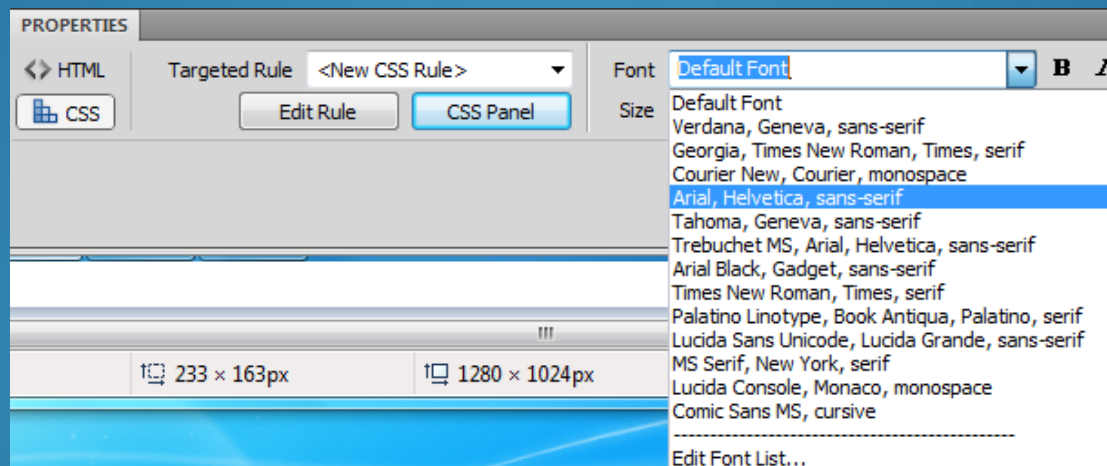 PROPERTIES
<> HTML
Targeted Rule <New CSS Rule>
Font Default Font B I
CSS
Edit Rule CSS Panel
Size
Default Font
Verdana, Geneva, sans-serif
Georgia, Times New Roman, Times, serif
Courier New, Courier, monospace
Arial, Helvetica, sans-serif
Tahoma, Geneva, sans-serif
Trebuchet MS, Arial, Helvetica, sans-serif
Arial Black, Gadget, sans-serif
Times New Roman, Times, serif
Palatino Linotype, Book Antiqua, Palatino, serif
Lucida Sans Unicode, Lucida Grande, sans-serif
MS Serif, New York, serif
Lucida Console, Monaco, monospace
Comic Sans MS, cursive
Edit Font List...
233 × 163px
1280 × 1024px